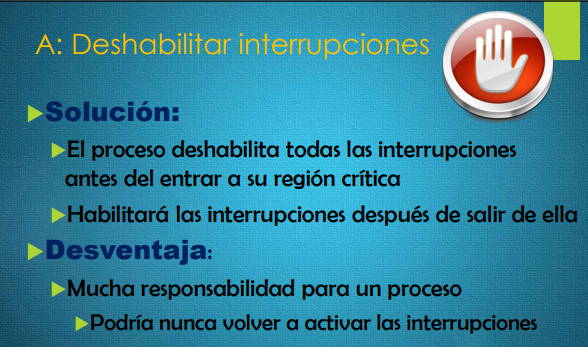 A: Deshabilitar interrupciones
Solución:
El proceso deshabilita todas las interrupciones
antes del entrar a su región crítica
Habilitará las interrupciones después de salir de ella
Desventaja:
Mucha responsabilidad para un proceso
Podría nunca volver a activar las interrupciones